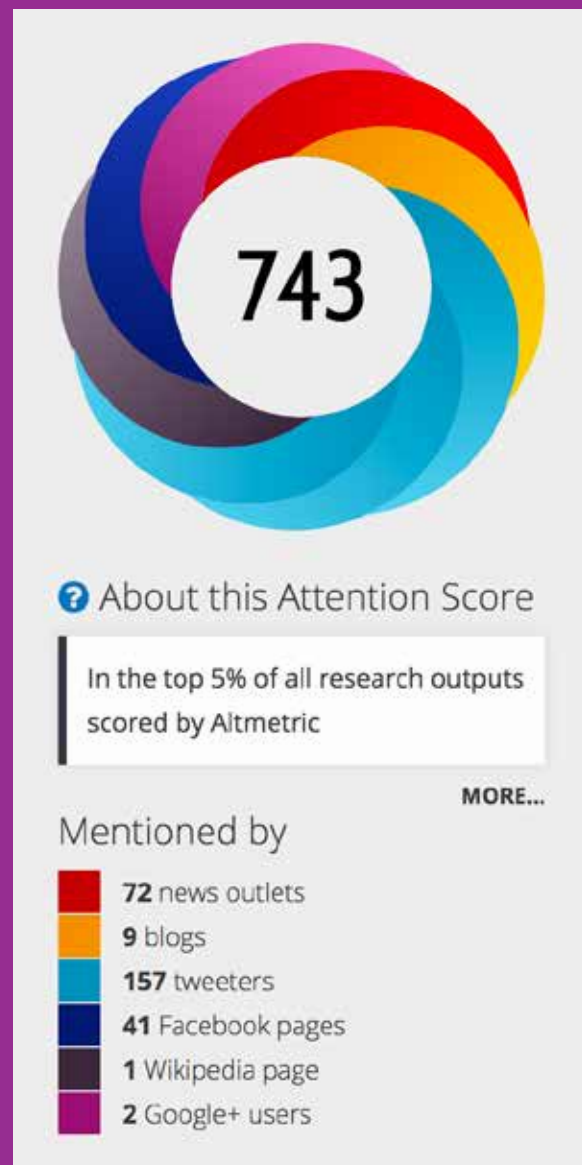 743
? About this Attention Score
In the top 5% of all research outputs
scored by Altmetric
MORE...
Mentioned by
72 news outlets
9 blogs
157 tweeters
41 Facebook pages
1 Wikipedia page
2 Google+ users